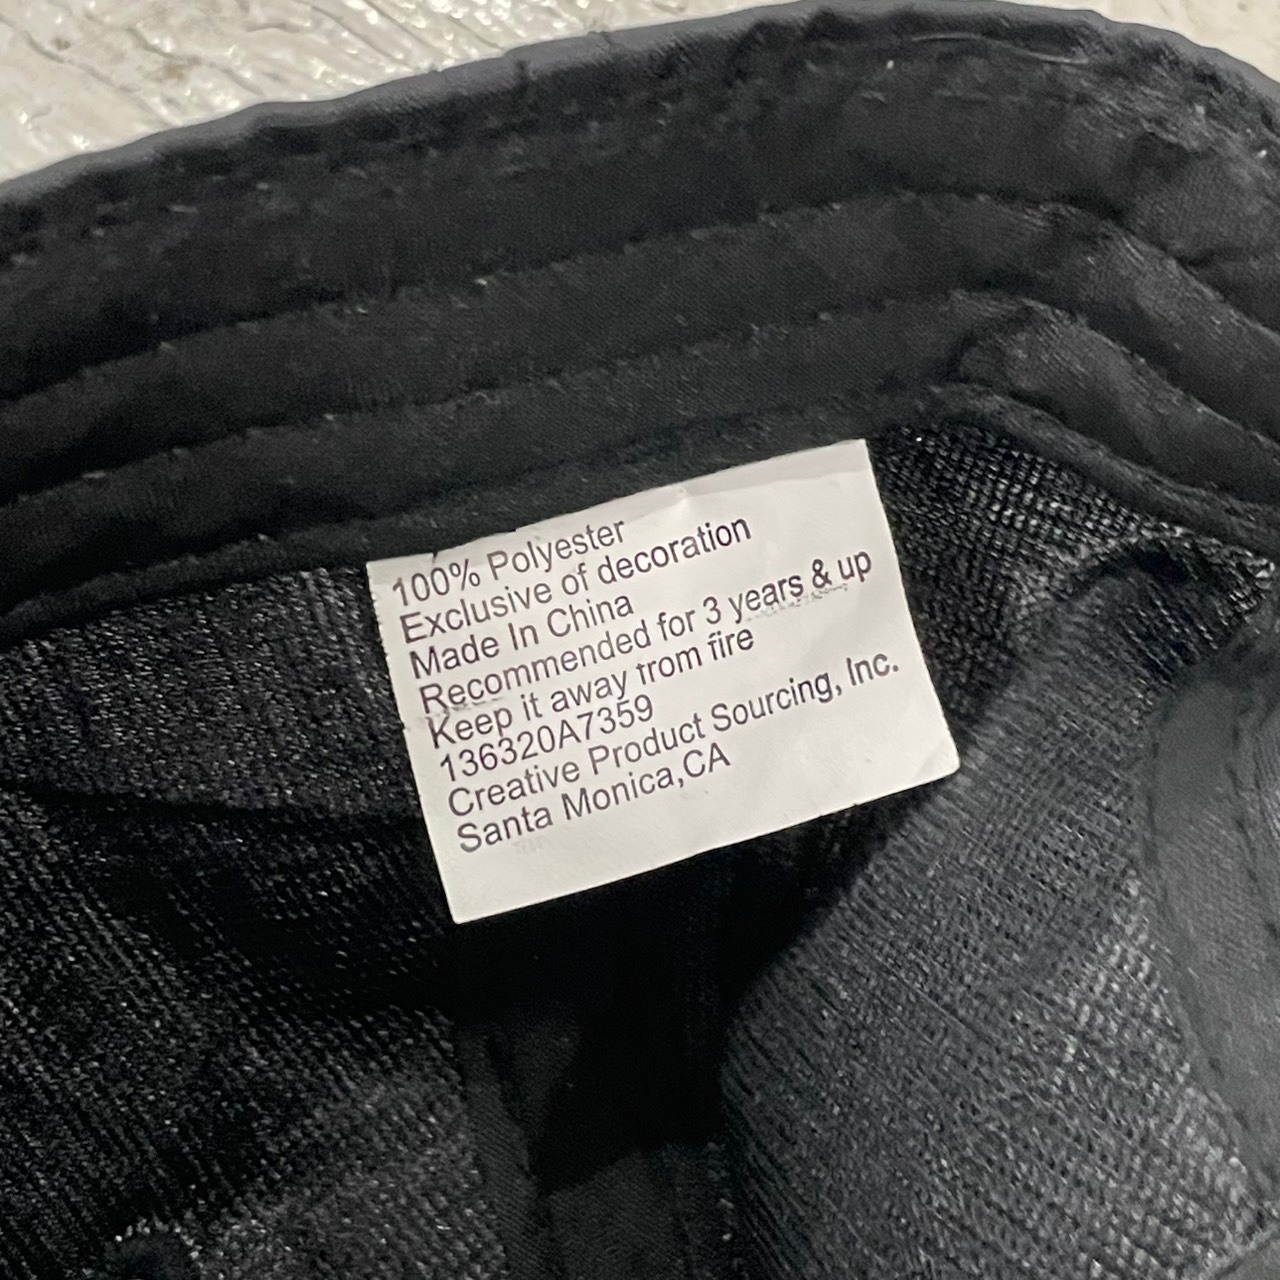 100% Polyester
Exclusive of decoration
Made In China
Recommended for 3 years & up
Keep it away from fire
136320A7359
Creative Product Sourcing, Inc.
Santa Monica,CA